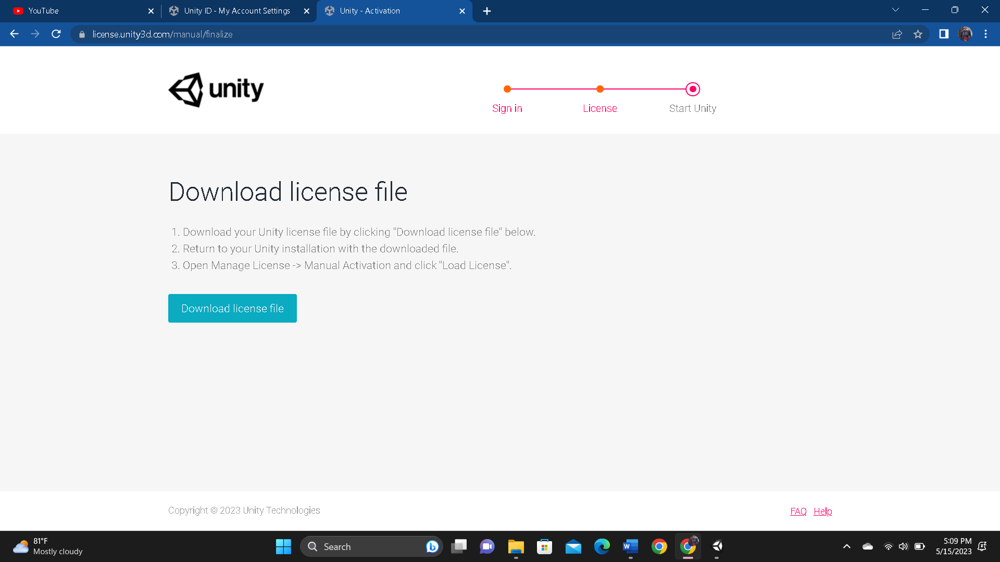 YouTube
Unity ID - My Account Settings
Unity - Activation
license.unity3d.com/manual/finalize
unity
Sign in
License
Start Unity
Download license file
1. Download your Unity license file by clicking "Download license file" below.
2. Return to your Unity installation with the downloaded file.
3. Open Manage License -> Manual Activation and click "Load License".
Download license file
Copyright © 2023 Unity Technologies
FAQ Help
81°F
Mostly cloudy
Search
5:09 PM
5/15/2023